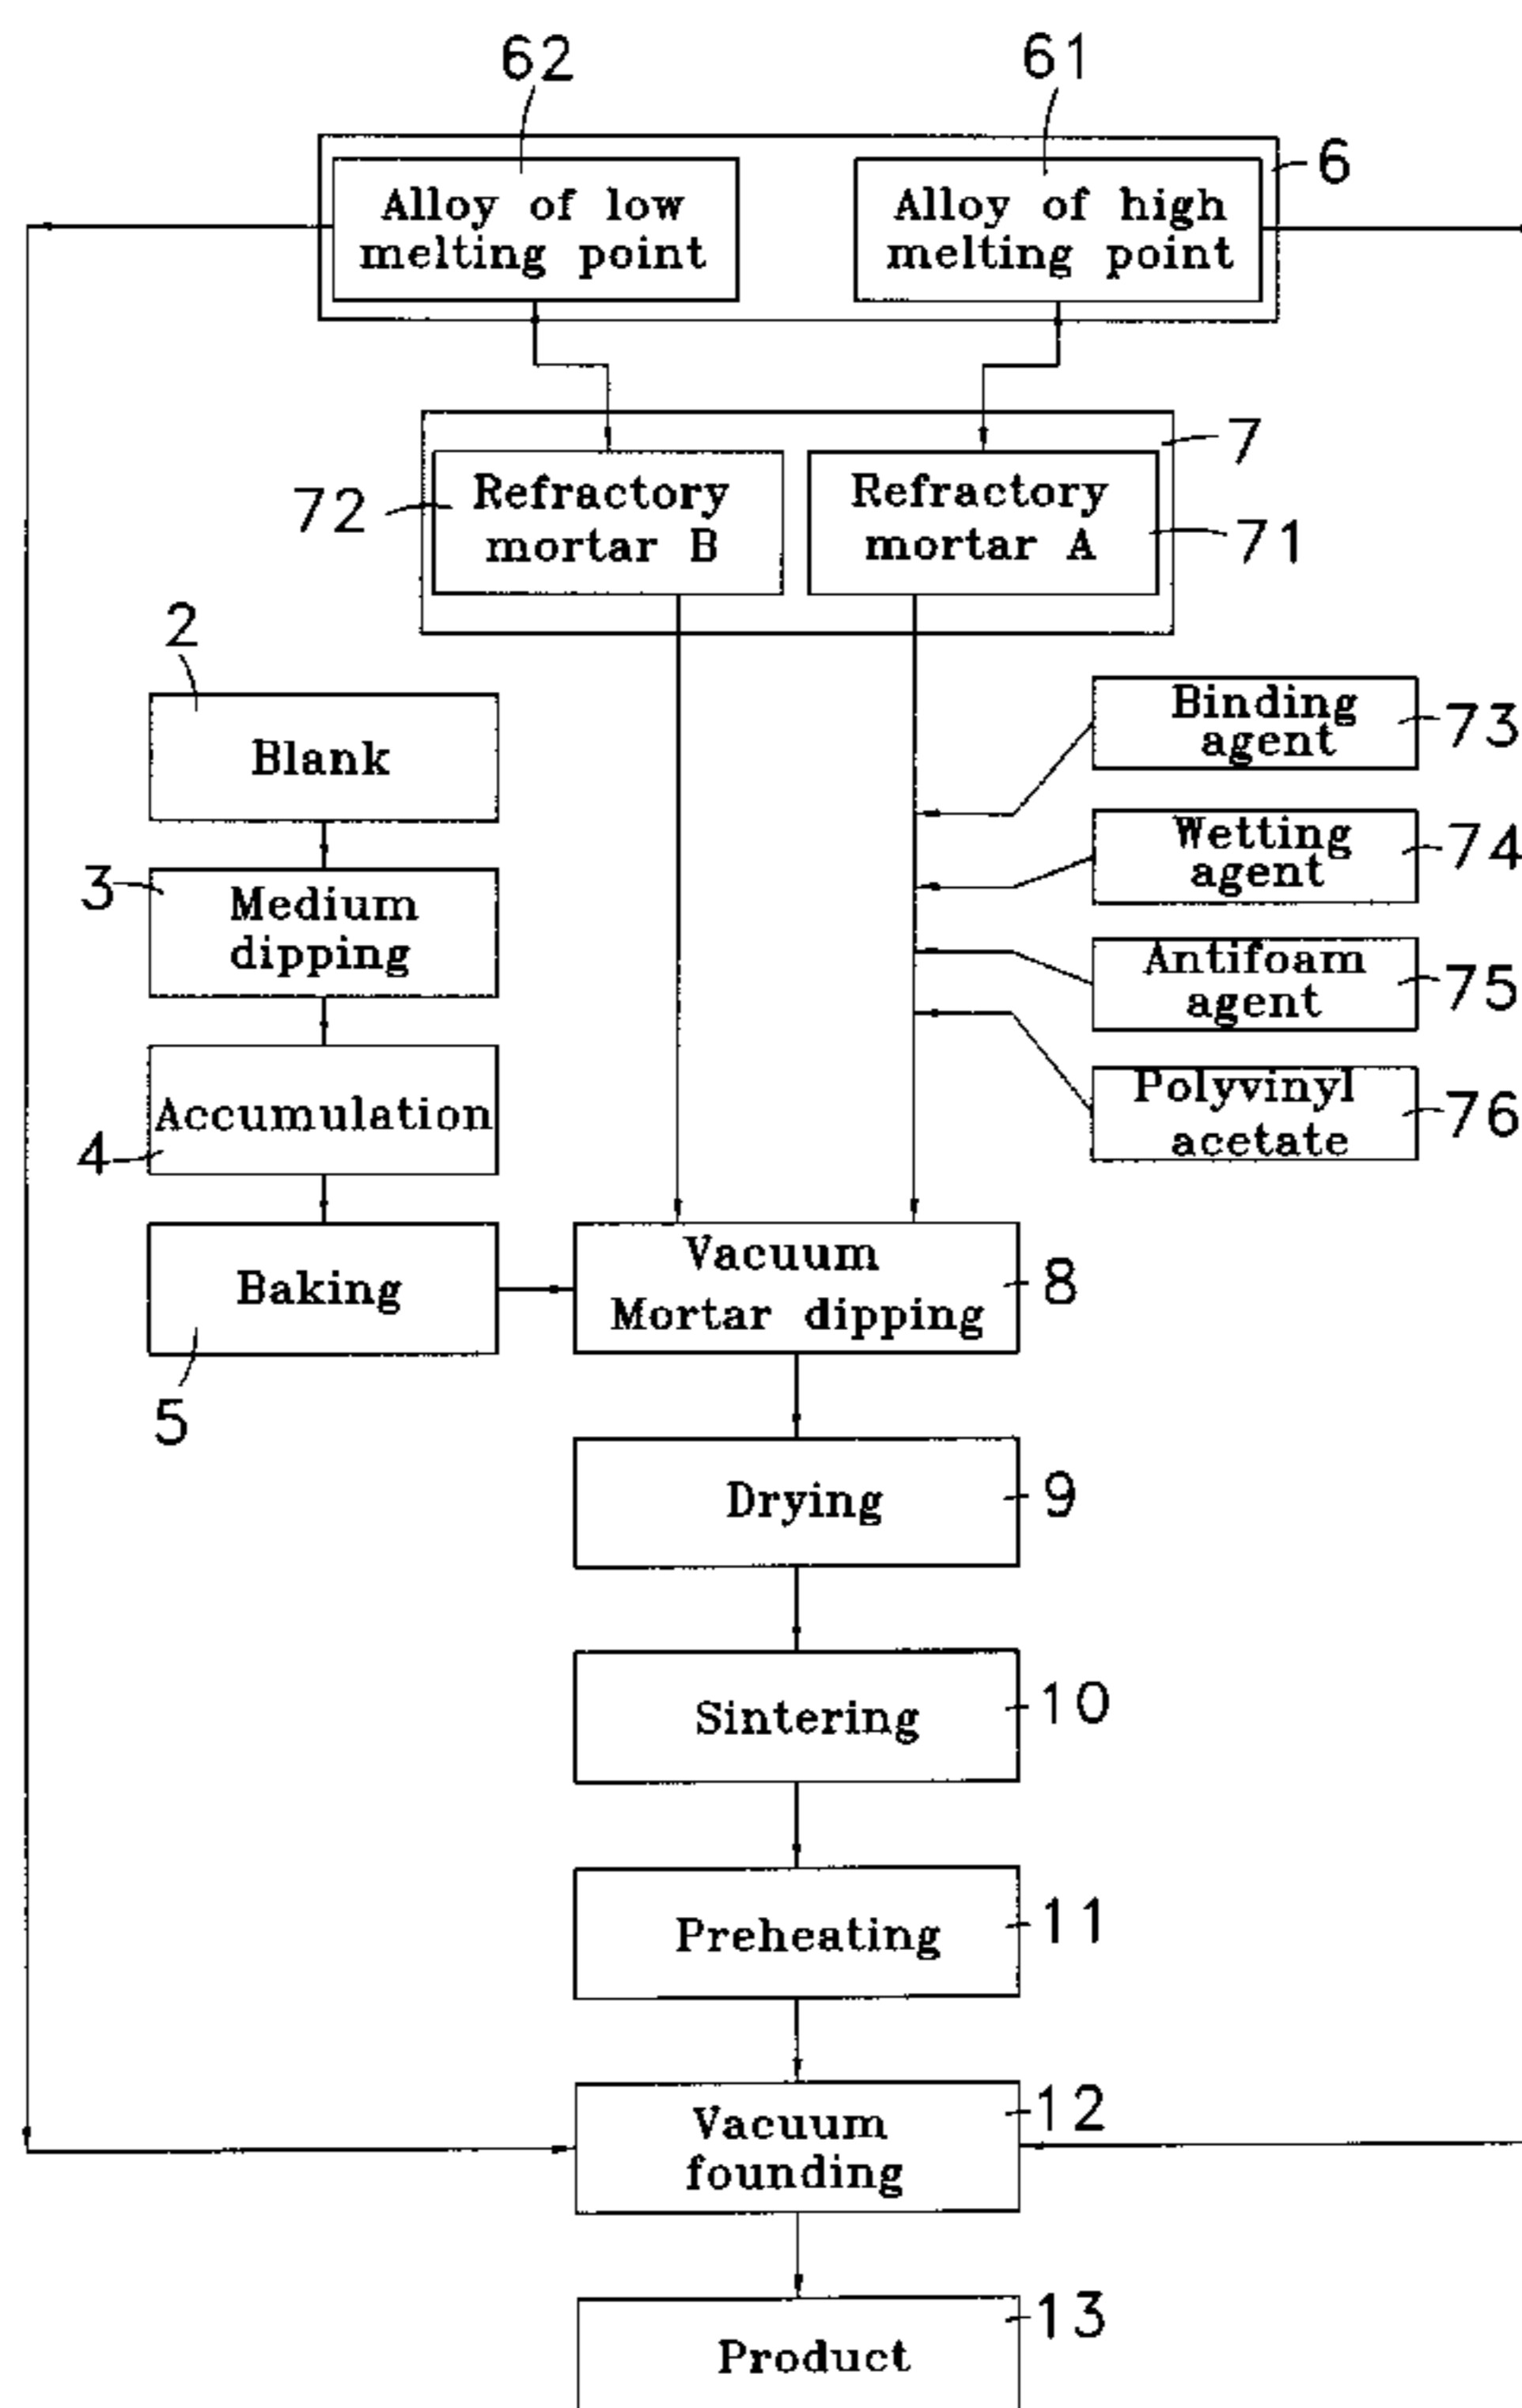 62
61
6
Alloy of low
melting point
Alloy of high
melting point
7
72
Refractory
mortar B
Refractory
mortar A
71
2
Blank
Binding
agent
73
Wetting
agent
74
3
Medium
dipping
Antifoam
agent
75
4
Accumulation
Polyvinyl
acetate
76
Baking
5
Vacuum
Mortar dipping
8
Drying
9
Sintering
10
Preheating
11
Vacuum
founding
12
Product
13